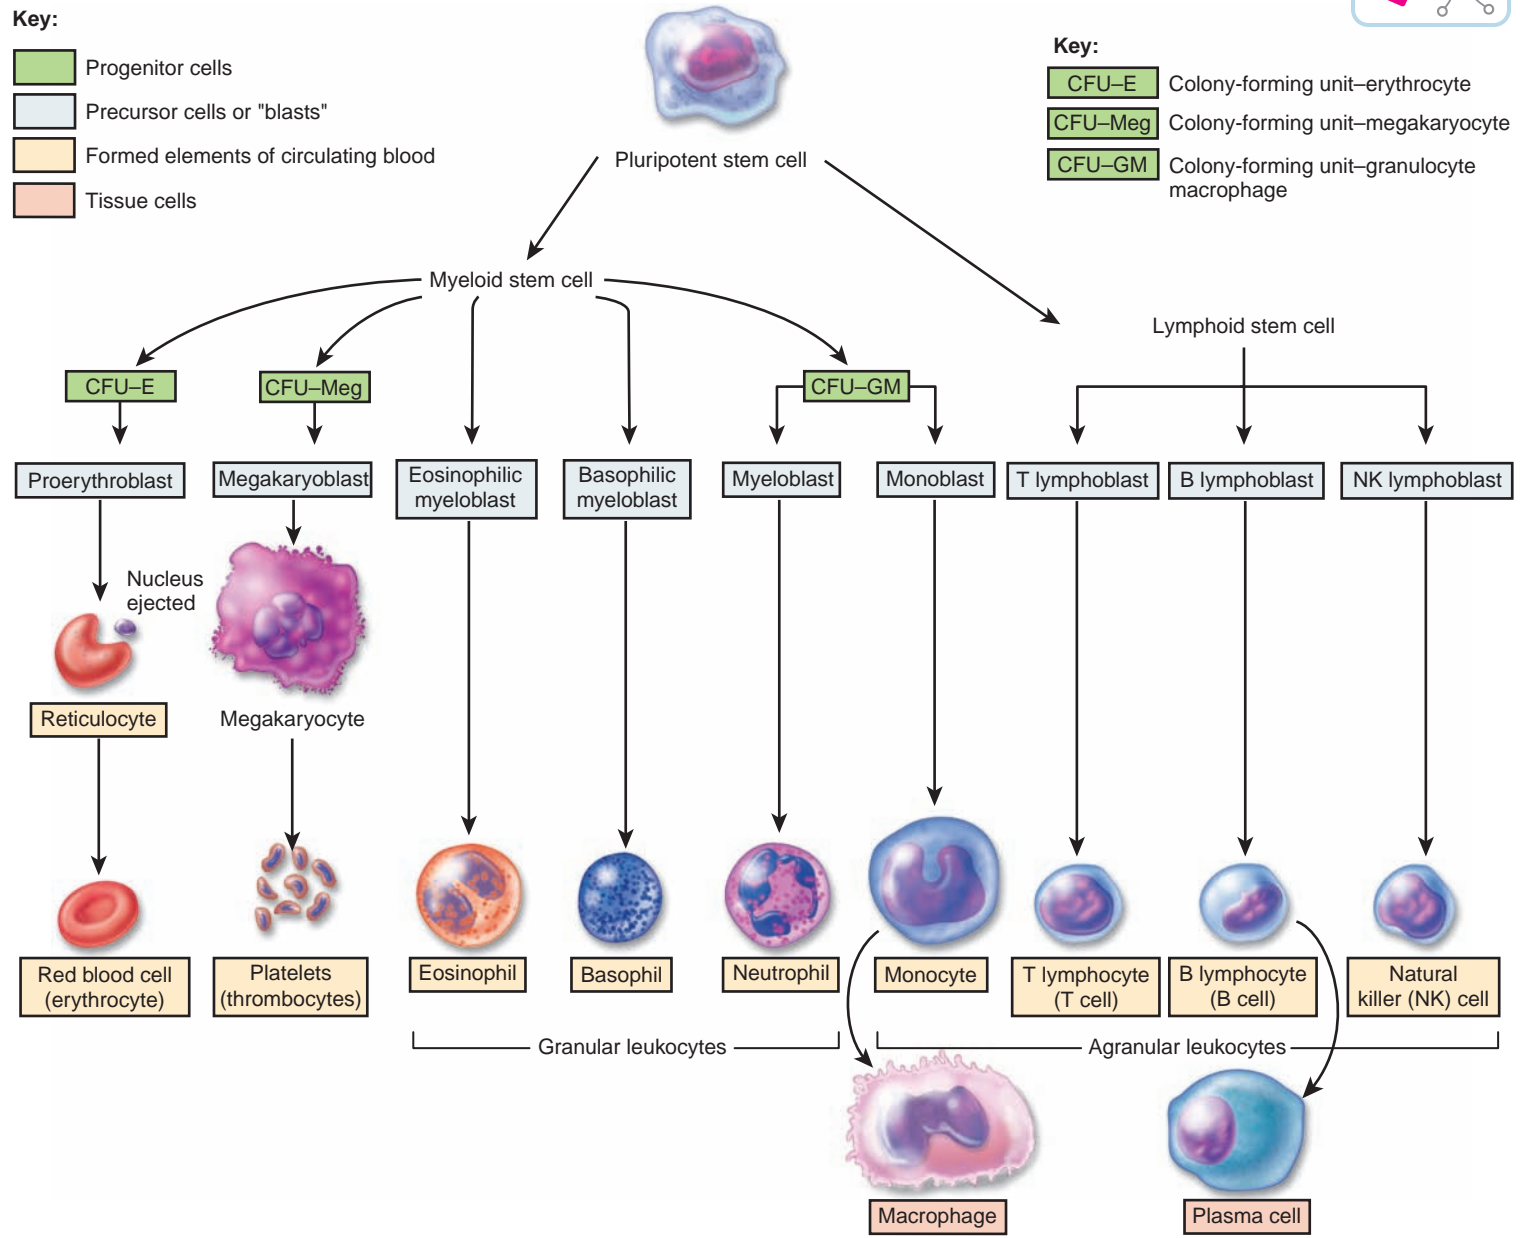 Key:
Progenitor cells
Precursor cells or "blasts"
Formed elements of circulating blood
Tissue cells
Key:
CFU–E Colony-forming unit–erythrocyte
CFU–Meg Colony-forming unit–megakaryocyte
CFU–GM Colony-forming unit–granulocyte
macrophage
Pluripotent stem cell
Myeloid stem cell
Lymphoid stem cell
CFU–E
CFU–Meg
CFU–GM
Proerythroblast
Megakaryoblast
Eosinophilic
myeloblast
Basophilic
myeloblast
Myeloblast
Monoblast
T lymphoblast
B lymphoblast
NK lymphoblast
Nucleus
ejected
Reticulocyte
Megakaryocyte
Red blood cell
(erythrocyte)
Platelets
(thrombocytes)
Eosinophil
Basophil
Neutrophil
Monocyte
T lymphocyte
(T cell)
B lymphocyte
(B cell)
Natural
killer (NK) cell
Granular leukocytes
Agranular leukocytes
Macrophage
Plasma cell